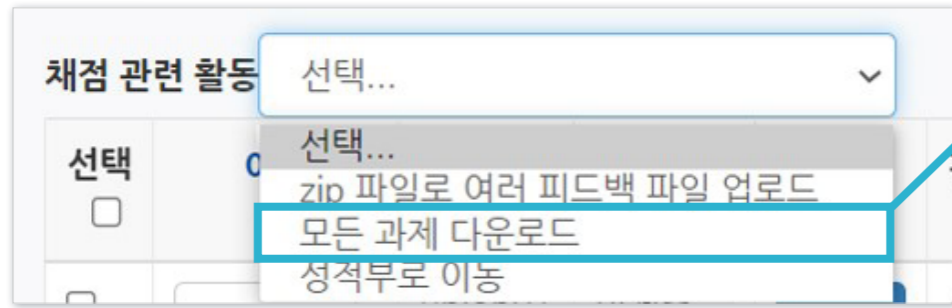 채점 관련 활동 선택...
선택
선택...
zip 파일로 여러 피드백 파일 업로드
모든 과제 다운로드
성적부로 이동